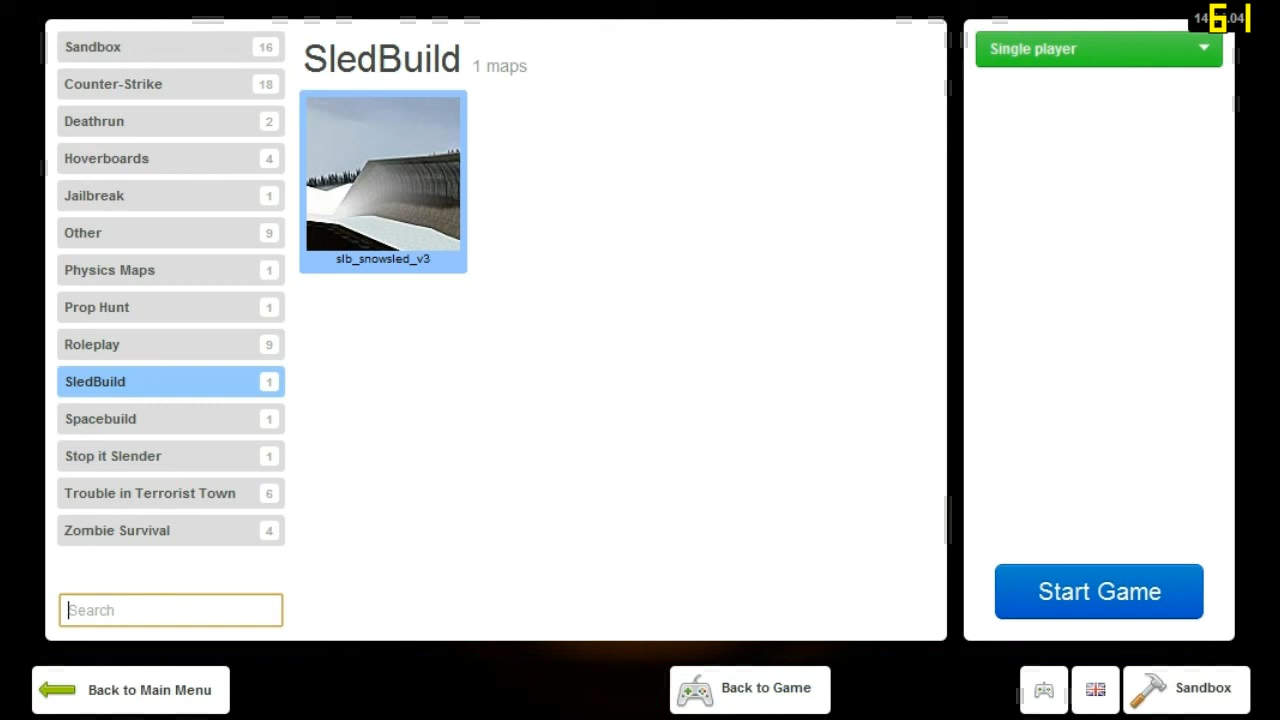 Sandbox 16
Counter-Strike 18
Deathrun 2
Hoverboards 4
Jailbreak 1
Other 9
Physics Maps 1
Prop Hunt 1
Roleplay 9
SledBuild 1
Spacebuild 1
Stop it Slender 1
Trouble in Terrorist Town 6
Zombie Survival 4
Search
SledBuild 1 maps
slb_snowsled_v3
Single player
Start Game
Back to Main Menu
Back to Game
Sandbox